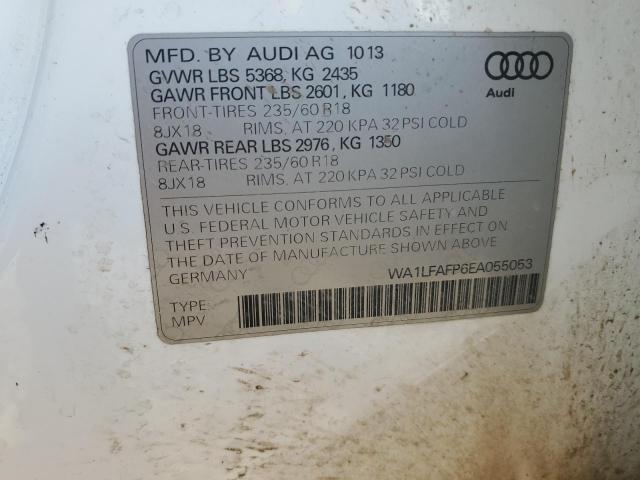 MFD. BY AUDI AG 10 13
GVWR LBS 5368, KG 2435
GAWR FRONT LBS 2601, KG 1180
FRONT-TIRES 235/60 R18
8JX18 RIMS, AT 220 KPA 32 PSI COLD
GAWR REAR LBS 2976, KG 1350
REAR-TIRES 235/60 R18
8JX18 RIMS, AT 220 KPA 32 PSI COLD
Audi
THIS VEHICLE CONFORMS TO ALL APPLICABLE
U.S. FEDERAL MOTOR VEHICLE SAFETY AND
THEFT PREVENTION STANDARDS IN EFFECT ON
THE DATE OF MANUFACTURE SHOWN ABOVE
GERMANY WA1LFAFP6EA055053
TYPE:
MPV